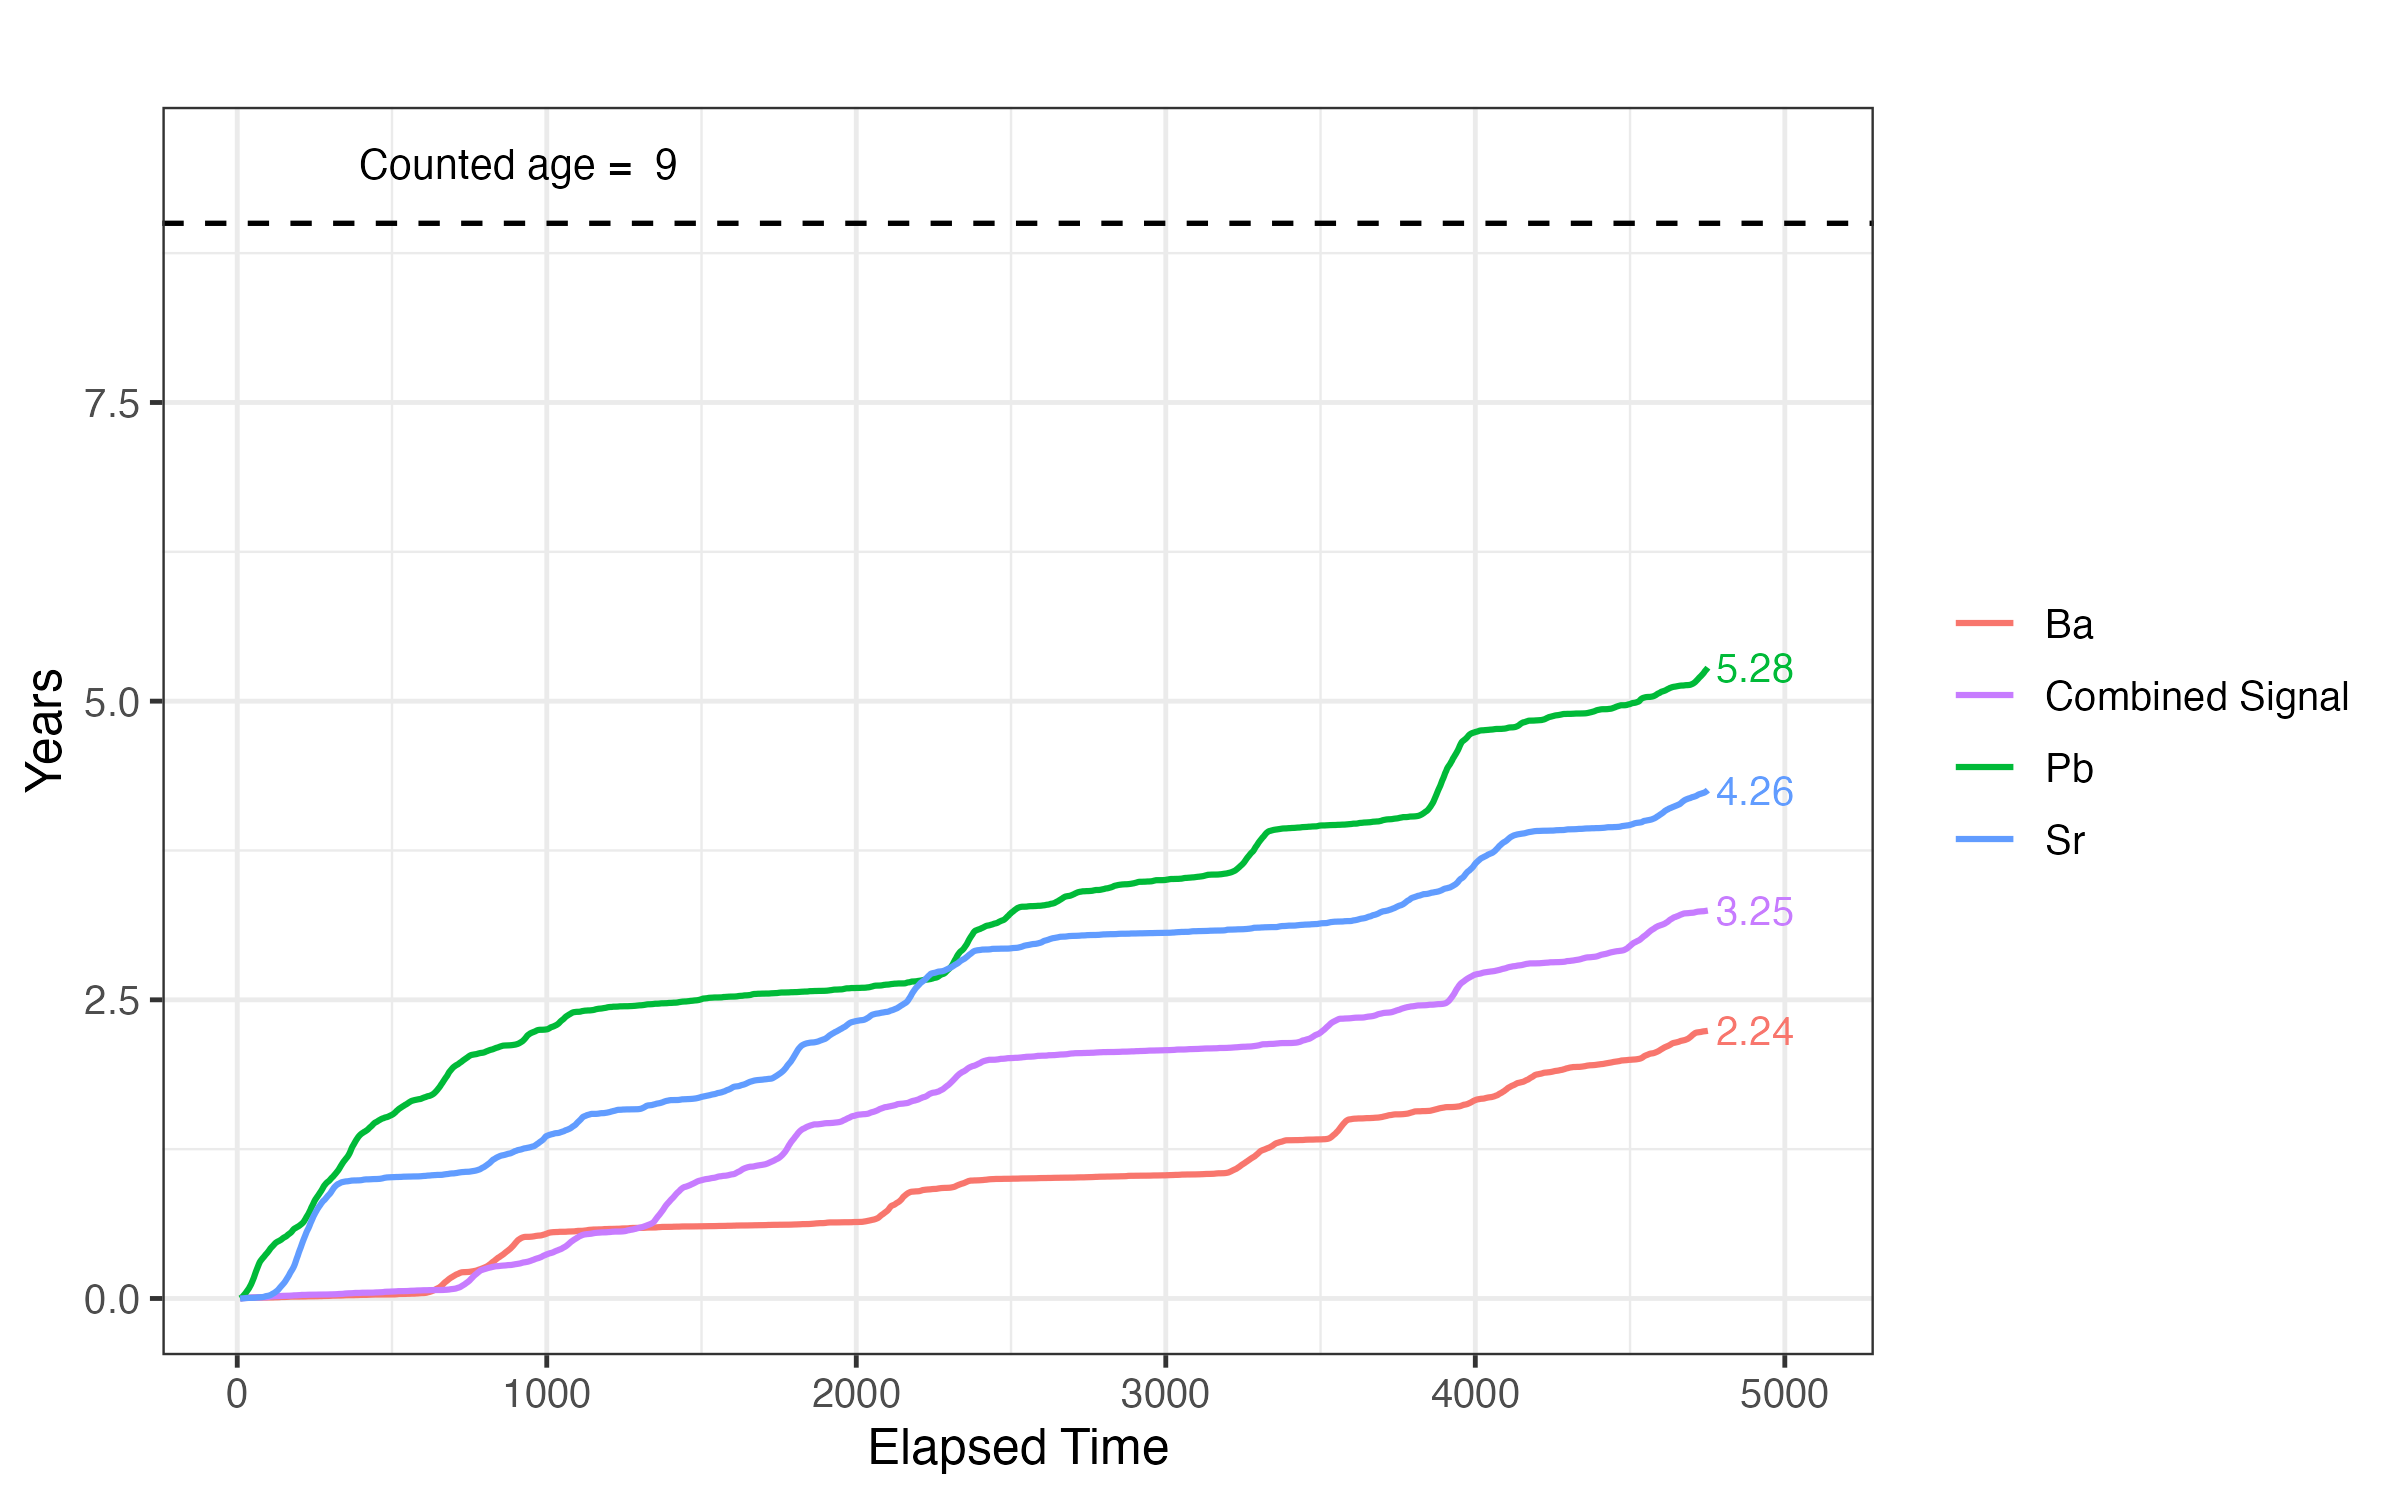 Counted age = 9
Years
7.5
5.0
2.5
0.0
5.28
4.26
3.25
2.24
0 1000 2000 3000 4000 5000
Elapsed Time
Ba
Combined Signal
Pb
Sr